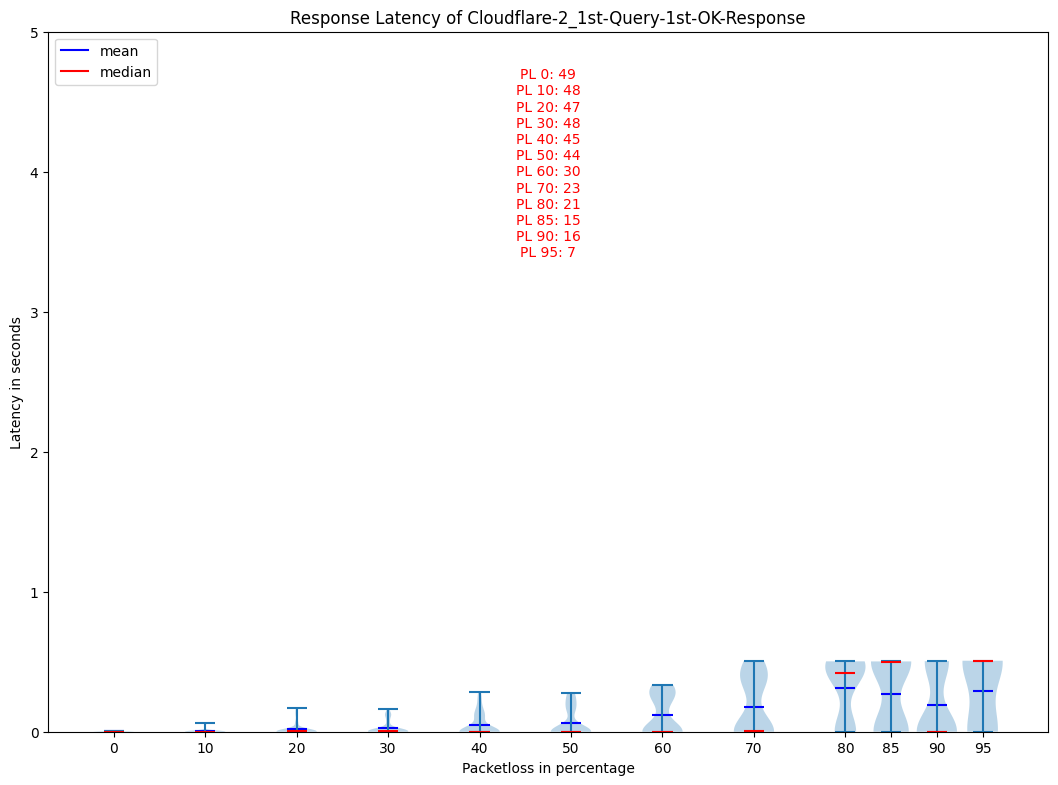 Response Latency of Cloudflare-2_1st-Query-1st-OK-Response
mean
median
PL 0: 49
PL 10: 48
PL 20: 47
PL 30: 48
PL 40: 45
PL 50: 44
PL 60: 30
PL 70: 23
PL 80: 21
PL 85: 15
PL 90: 16
PL 95: 7
Latency in seconds
5
4
3
2
1
0
0 10 20 30 40 50 60 70 80 85 90 95
Packetloss in percentage